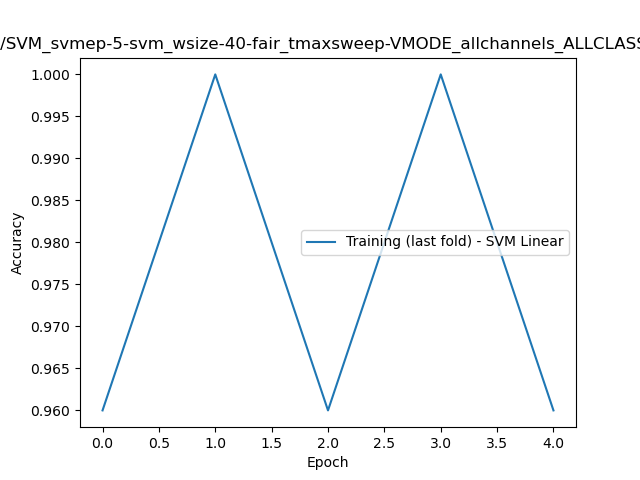 /SVM_svmep-5-svm_wsize-40-fair_tmaxsweep-VMODE_allchannels_ALLCLASS
1.000
0.995
0.990
0.985
0.980
0.975
0.970
0.965
0.960
Accuracy
Training (last fold) - SVM Linear
0.0 0.5 1.0 1.5 2.0 2.5 3.0 3.5 4.0
Epoch